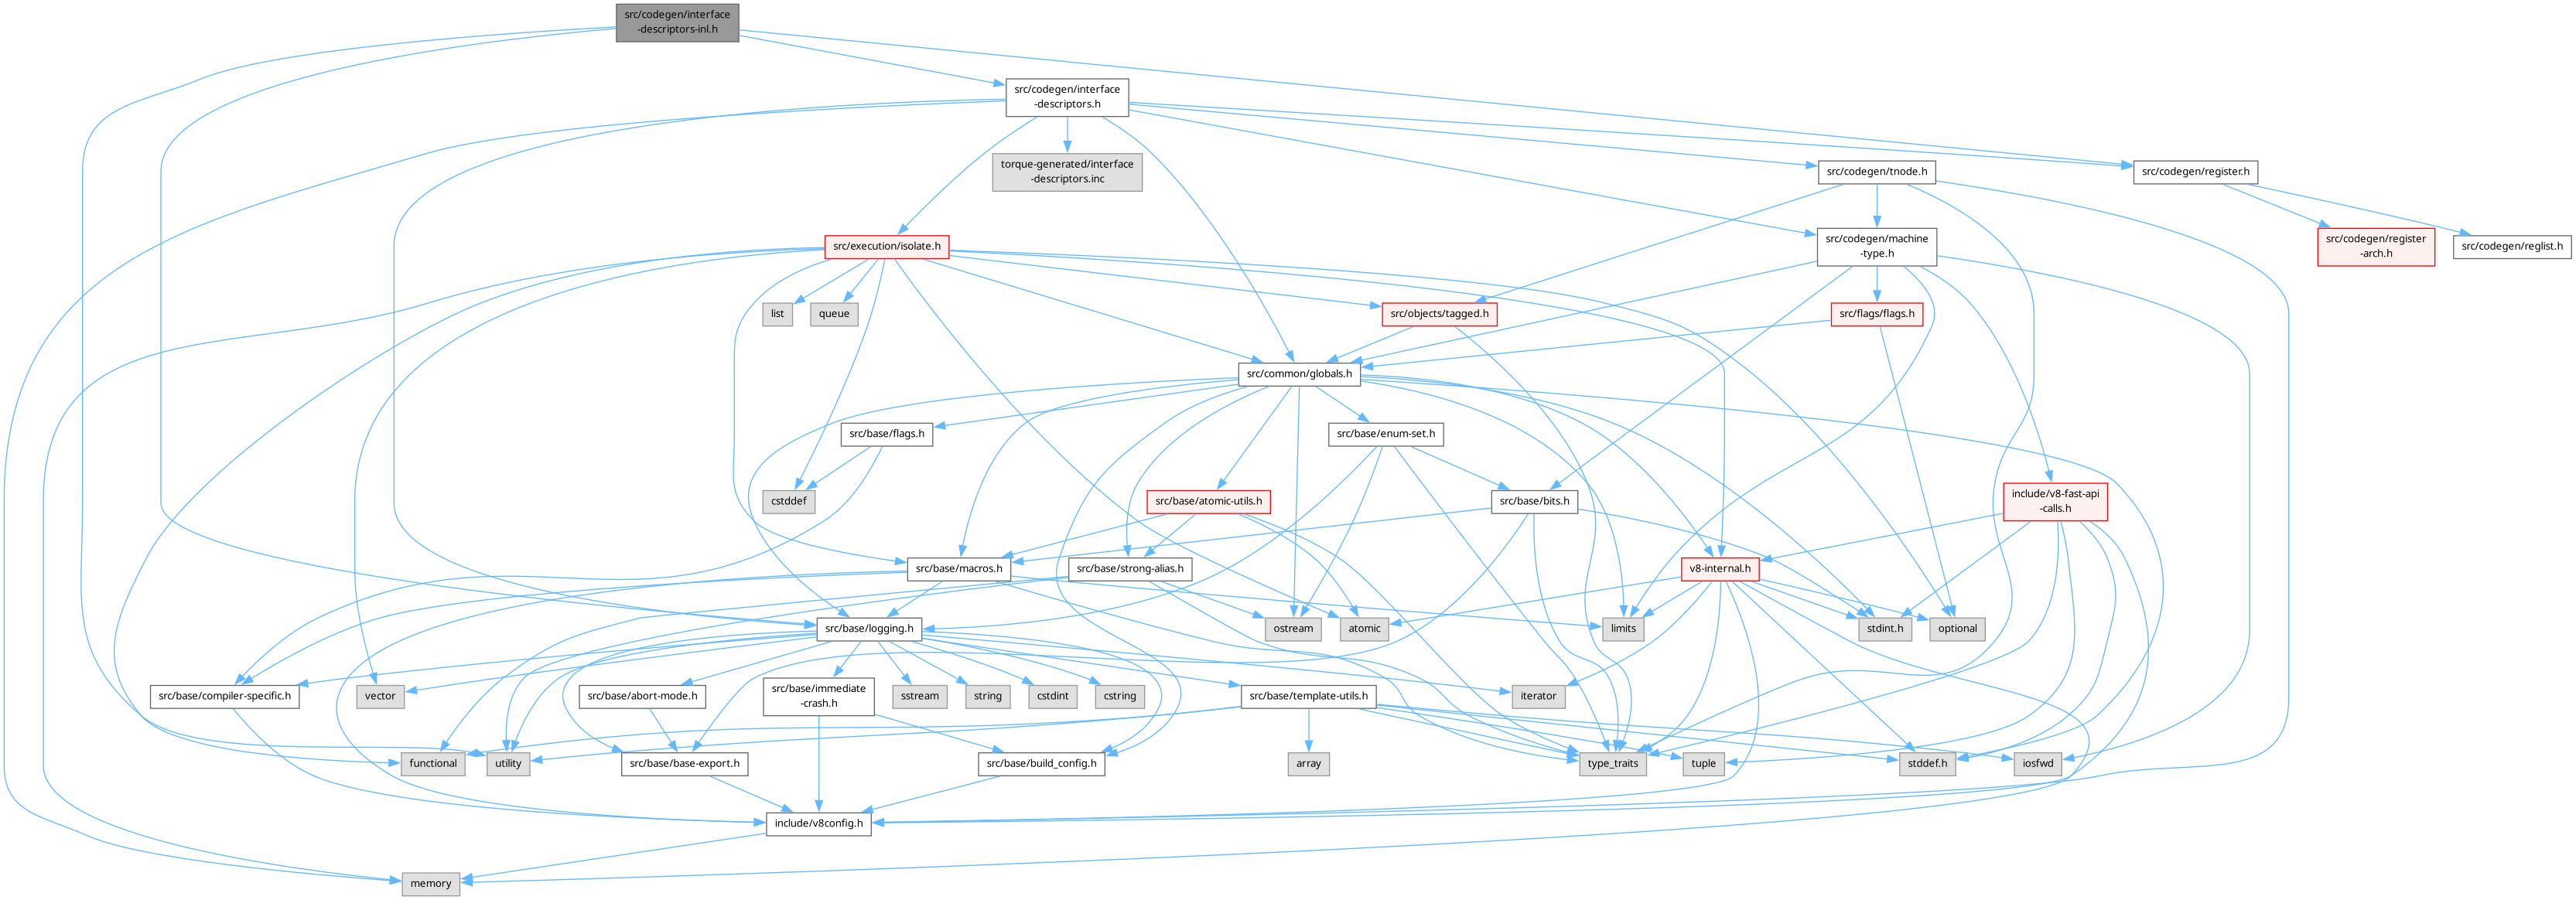 src/codegen/interface
-descriptors-inl.h
src/codegen/interface
-descriptors.h
torque-generated/interface
-descriptors.inc
src/codegen/tnode.h
src/codegen/register.h
src/execution/isolate.h
src/codegen/machine
-type.h
src/codegen/register
-arch.h
src/codegen/reglist.h
list
queue
src/objects/tagged.h
src/flags/flags.h
src/common/globals.h
src/base/flags.h
src/base/enum-set.h
cstddef
src/base/atomic-utils.h
src/base/bits.h
include/v8-fast-api
-calls.h
src/base/macros.h
src/base/strong-alias.h
v8-internal.h
src/base/logging.h
ostream
atomic
limits
stdint.h
optional
src/base/compiler-specific.h
vector
src/base/abort-mode.h
src/base/immediate
-crash.h
sstream
string
cstdint
cstring
src/base/template-utils.h
iterator
functional
utility
src/base/base-export.h
src/base/build_config.h
array
type_traits
tuple
stddef.h
iosfwd
include/v8config.h
memory